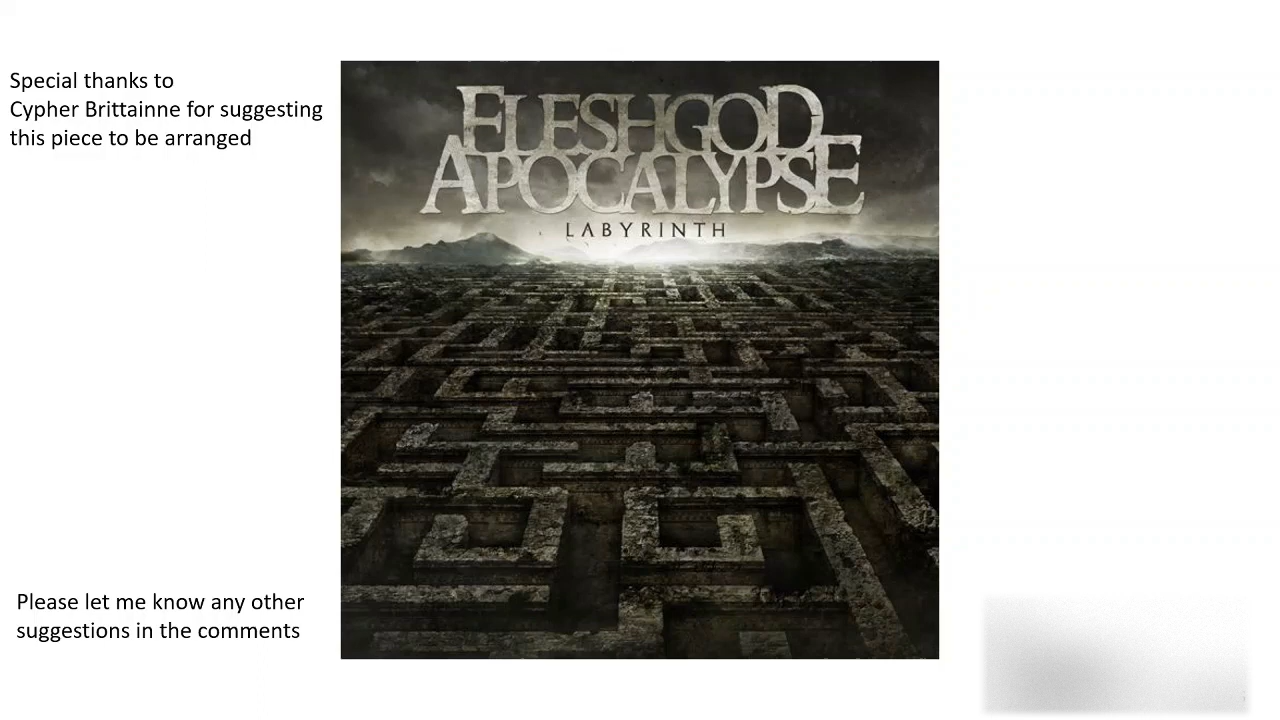 Special thanks to
Cypher Brittainne for suggesting
this piece to be arranged
FLESHGOD
APOCALYPSE
LABYRINTH
Please let me know any other
suggestions in the comments